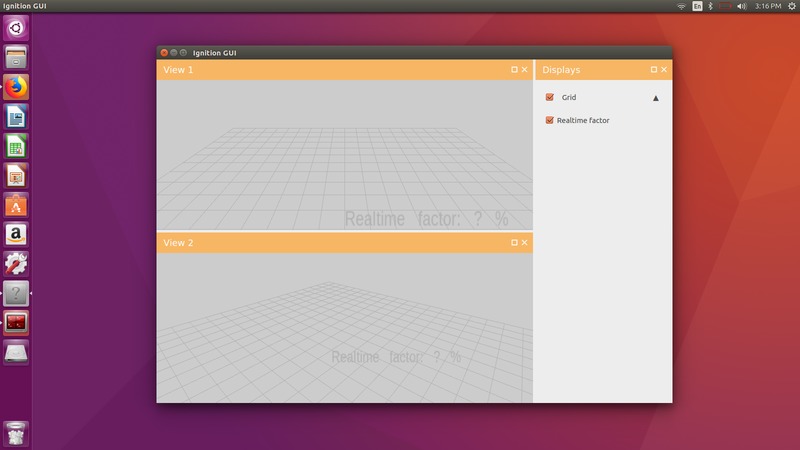 Ignition GUI
En
3:16 PM
Ignition GUI
View 1
Displays
Grid
Realtime factor
Realtime factor: ? %
View 2
Realtime factor: ? %
a
?